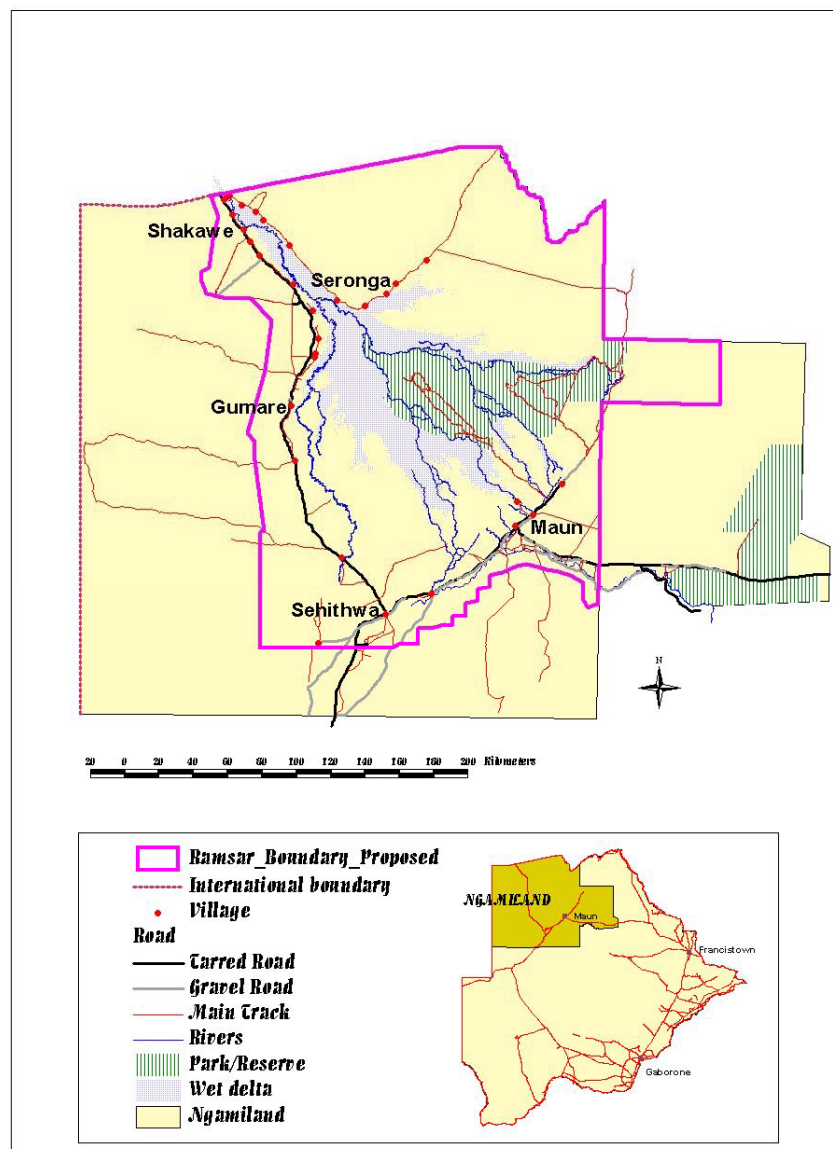 Shakawe
Seronga
Gumare
Maun
Sehithwa
N
20 0 20 40 60 80 100 120 140 160 180 200 Kilometers
Ramsar_Boundary_Proposed
International boundary
Village
Road
Tarred Road
Gravel Road
Main Track
Rivers
Park/Reserve
Wet delta
Ngamiland
NGAMILAND
Maun
Francistown
Gaborone